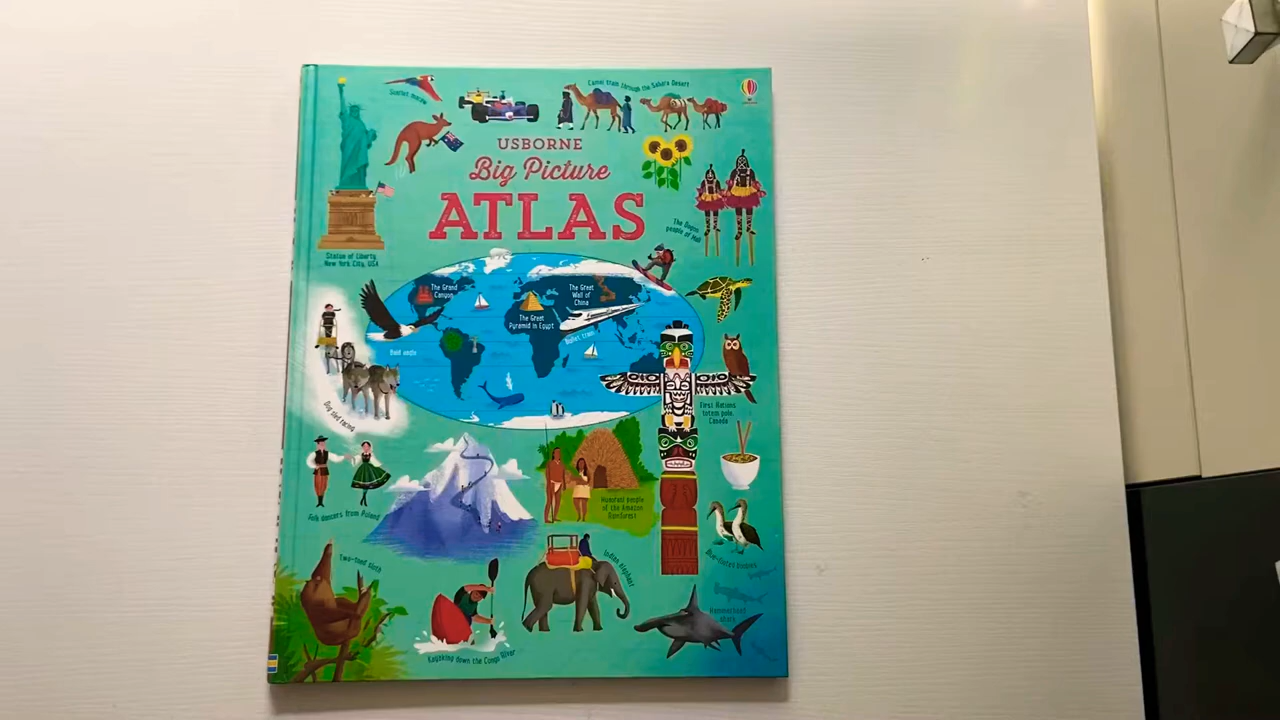 Scarlet macaw
Camel train through the Sahara Desert
USBORNE
Big Picture
ATLAS
Statue of Liberty
New York City, USA
The Dogon
people of Mali
The Grand
Canyon
The Great
Wall of
China
The Great
Pyramid in Egypt
Bullet train
Bald eagle
Dog sled racing
First Nations
totem pole,
Canada
Folk dancers from Poland
people
of the Amazon
Rainforest
Two-toed sloth
Indian elephant
Blue-footed boobies
Hammerhead
shark
Kayaking down the Congo River